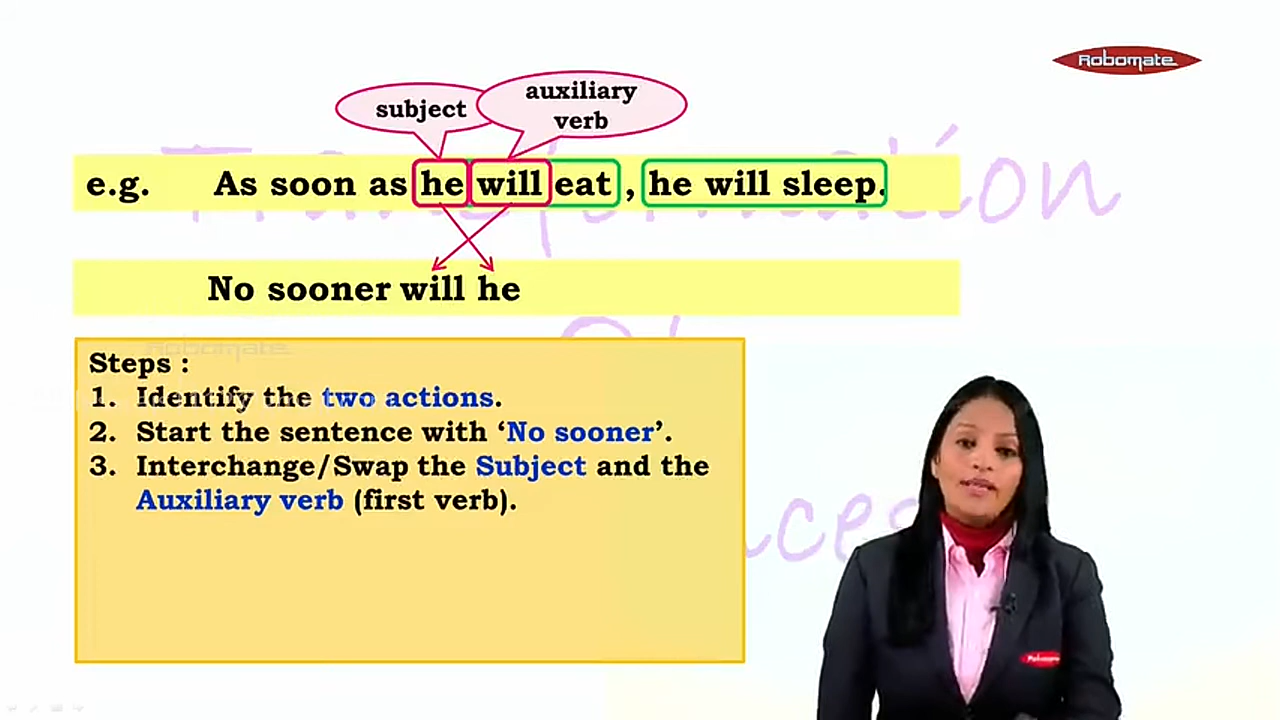 Robomate
subject
auxiliary
verb
e.g. As soon as he will eat , he will sleep.
No sooner will he
Robomate
Steps :
1. Identify the two actions.
2. Start the sentence with ‘No sooner’.
3. Interchange/Swap the Subject and the
Auxiliary verb (first verb).
Robomate